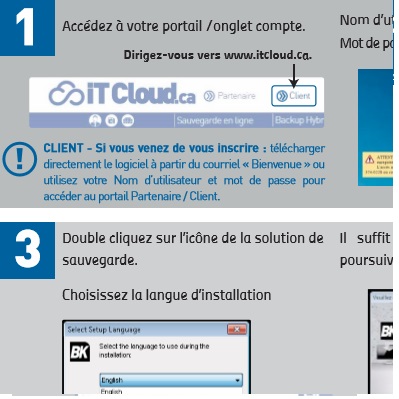 1
Accédez à votre portail /onglet compte.
Dirigez-vous vers www.itcloud.ca.
iT Cloud.ca
Partenaire
Client
Sauvegarde en ligne
Backup Hybr
CLIENT - Si vous venez de vous inscrire : télécharger
directement le logiciel à partir du courriel « Bienvenue » ou
utilisez votre Nom d'utilisateur et mot de passe pour
accéder au portail Partenaire / Client.
Nom d'u
Mot de p
3
Double cliquez sur l'icône de la solution de
sauvegarde.
Choisissez la langue d'installation
Select Setup Language
BK
Select the language to use during the
installation:
English
English
Il suffit
poursuiv
BK